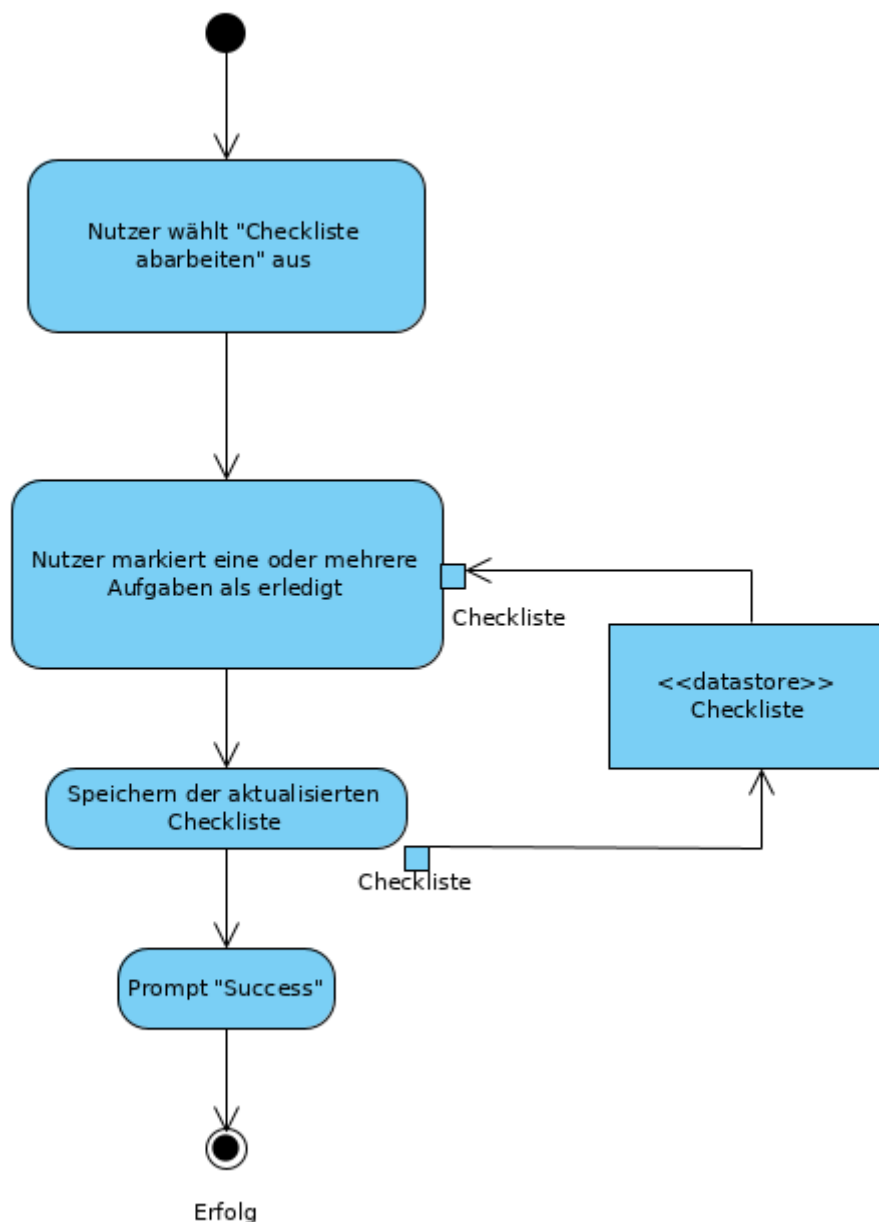 Nutzer wählt "Checkliste
abarbeiten" aus
Nutzer markiert eine oder mehrere
Aufgaben als erledigt
Checkliste
<<datastore>>
Checkliste
Speichern der aktualisierten
Checkliste
Checkliste
Prompt "Success"
Erfolg